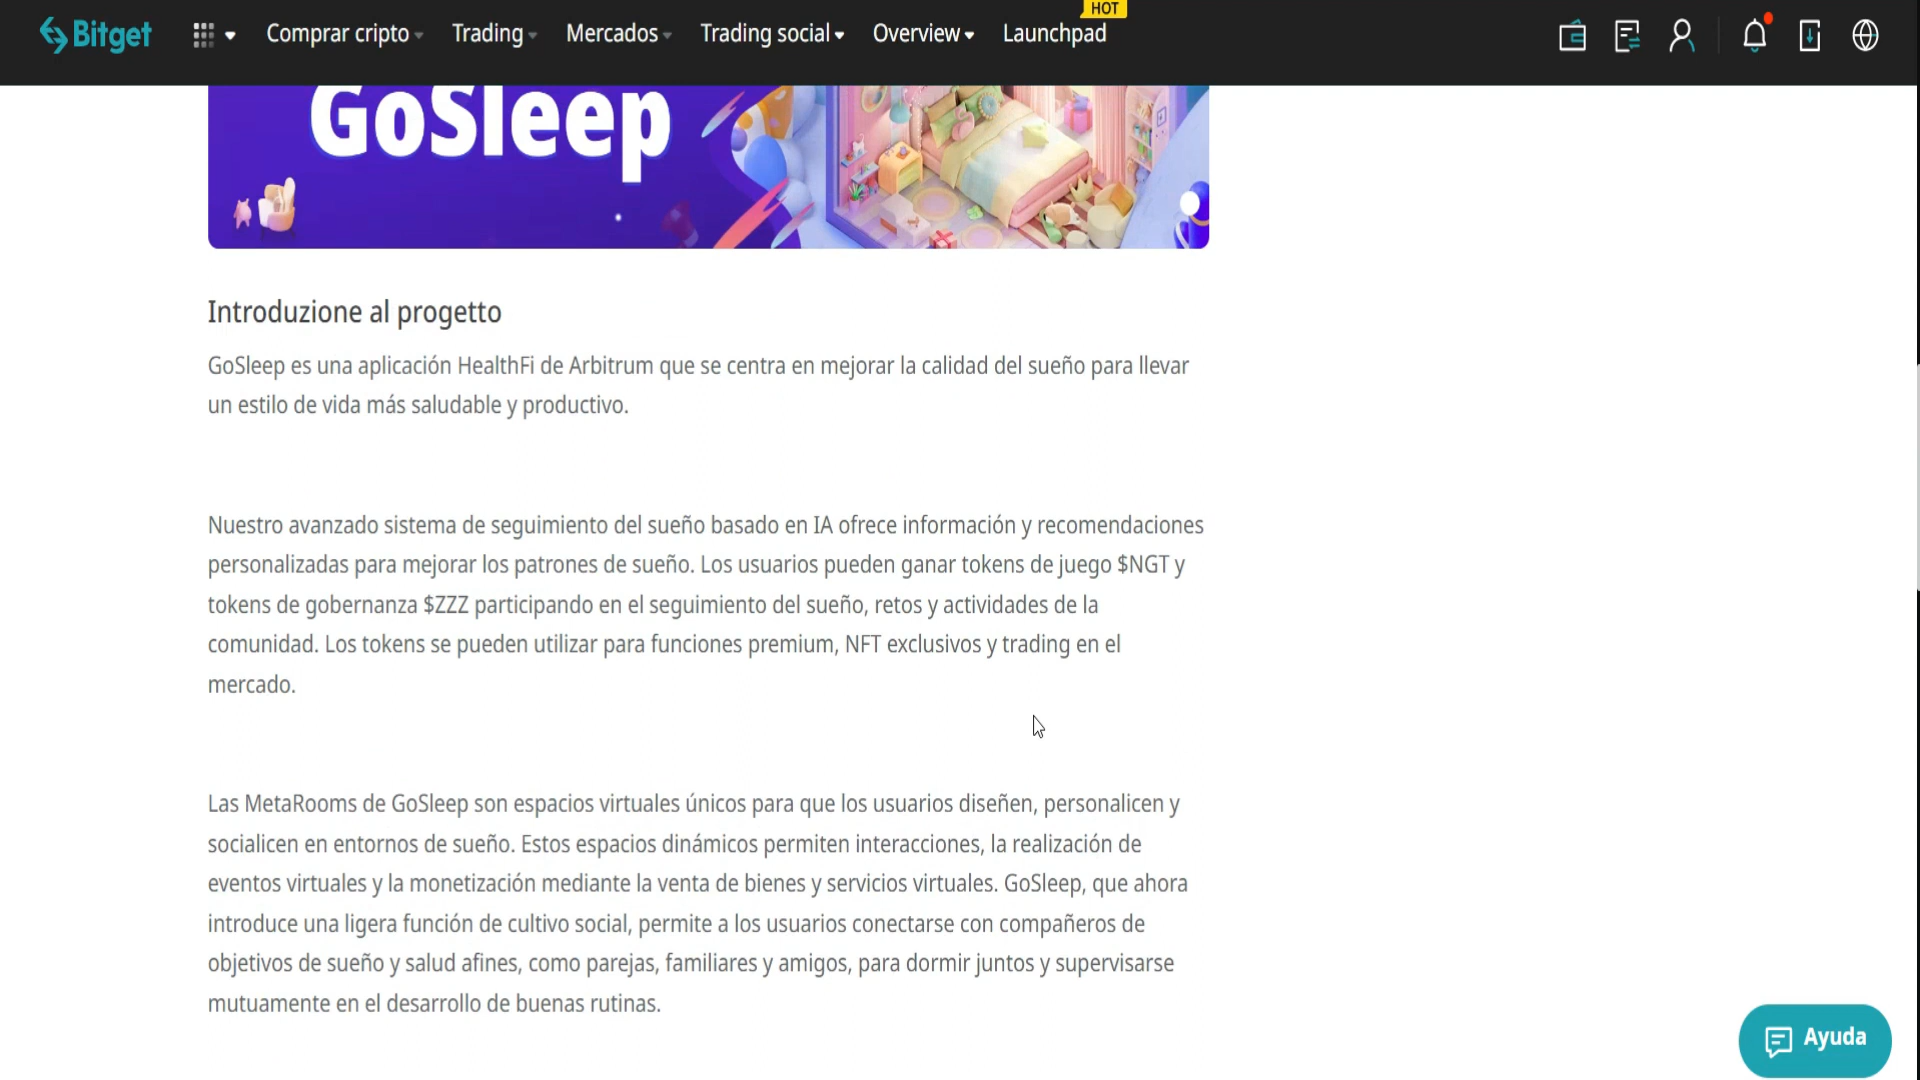 Bitget
Comprar cripto
Trading
Mercados
Trading social
Overview
Launchpad
HOT
GoSleep
Introduzione al progetto
GoSleep es una aplicación HealthFi de Arbitrum que se centra en mejorar la calidad del sueño para llevar
un estilo de vida más saludable y productivo.
Nuestro avanzado sistema de seguimiento del sueño basado en IA ofrece información y recomendaciones
personalizadas para mejorar los patrones de sueño. Los usuarios pueden ganar tokens de juego $NGT y
tokens de gobernanza $ZZZ participando en el seguimiento del sueño, retos y actividades de la
comunidad. Los tokens se pueden utilizar para funciones premium, NFT exclusivos y trading en el
mercado.
Las MetaRooms de GoSleep son espacios virtuales únicos para que los usuarios diseñen, personalicen y
socialicen en entornos de sueño. Estos espacios dinámicos permiten interacciones, la realización de
eventos virtuales y la monetización mediante la venta de bienes y servicios virtuales. GoSleep, que ahora
introduce una ligera función de cultivo social, permite a los usuarios conectarse con compañeros de
objetivos de sueño y salud afines, como parejas, familiares y amigos, para dormir juntos y supervisarse
mutuamente en el desarrollo de buenas rutinas.
Ayuda